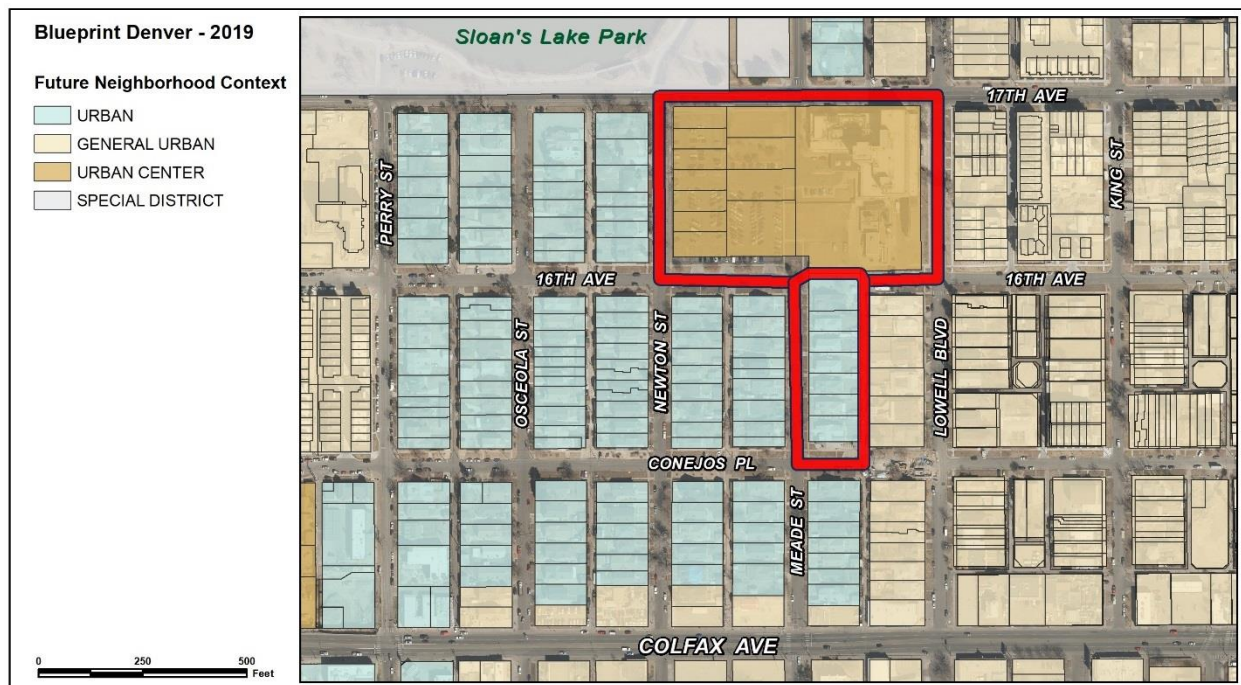 Blueprint Denver - 2019
Future Neighborhood Context
URBAN
GENERAL URBAN
URBAN CENTER
SPECIAL DISTRICT
Sloan's Lake Park
17TH AVE
PERRY ST
KING ST
16TH AVE
16TH AVE
OSCEOLA ST
NEWTON ST
LOWELL BLVD
CONEJOS PL
MEADE ST
COLFAX AVE
0 250 500
Feet